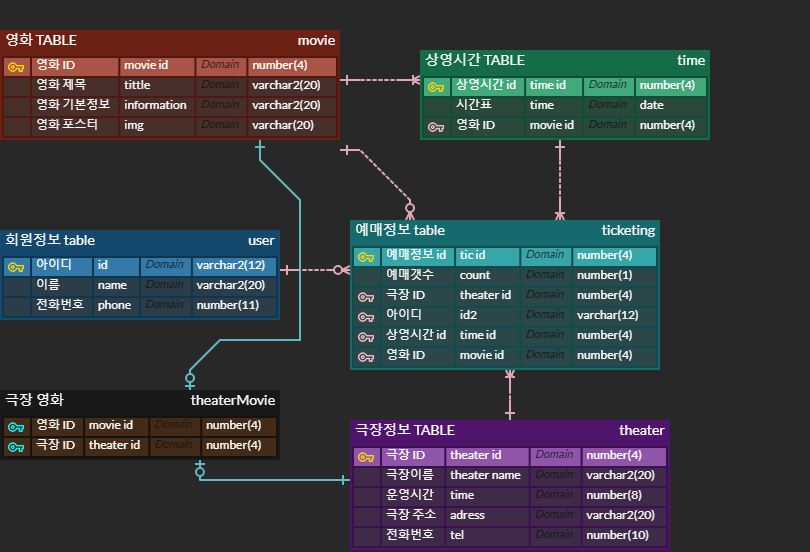 영화 TABLE movie
영화 ID movie id Domain number(4)
영화 제목 tittle Domain varchar2(20)
영화 기본정보 information Domain varchar2(20)
영화 포스터 img Domain varchar(20)
상영시간 TABLE time
상영시간 id time id Domain number(4)
시간표 time Domain date
영화 ID movie id Domain number(4)
회원정보 table user
아이디 id Domain varchar2(12)
이름 name Domain varchar2(20)
전화번호 phone Domain number(11)
예매정보 table ticketing
예매정보 id tic id Domain number(4)
예매갯수 count Domain number(1)
극장 ID theater id Domain number(4)
아이디 id2 Domain varchar(12)
상영시간 id time id Domain number(4)
영화 ID movie id Domain number(4)
극장 영화 theaterMovie
영화 ID movie id Domain number(4)
극장 ID theater id Domain number(4)
극장정보 TABLE theater
극장 ID theater id Domain number(4)
극장이름 theater name Domain varchar2(20)
운영시간 time Domain number(8)
극장 주소 adress Domain varchar2(20)
전화번호 tel Domain number(10)